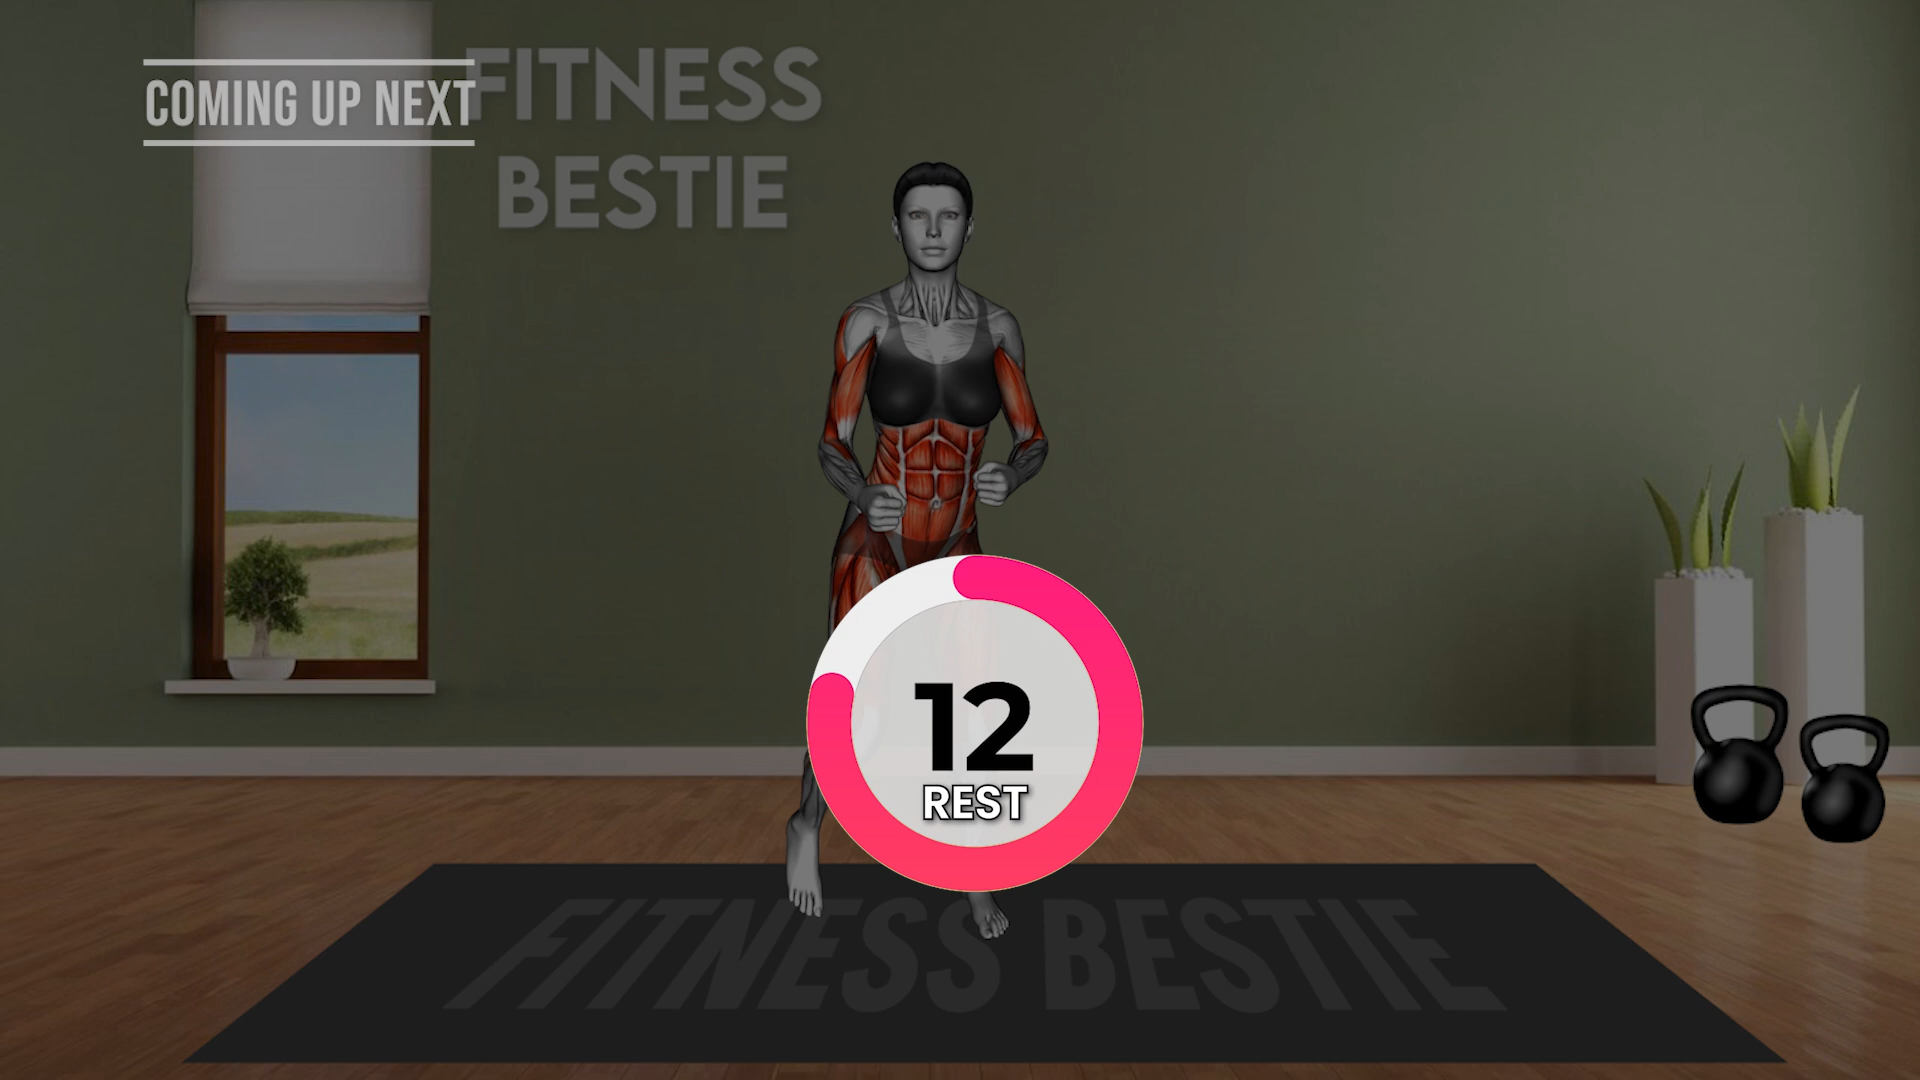 COMING UP NEXT
FITNESS
BESTIE
12
REST
FITNESS BESTIE